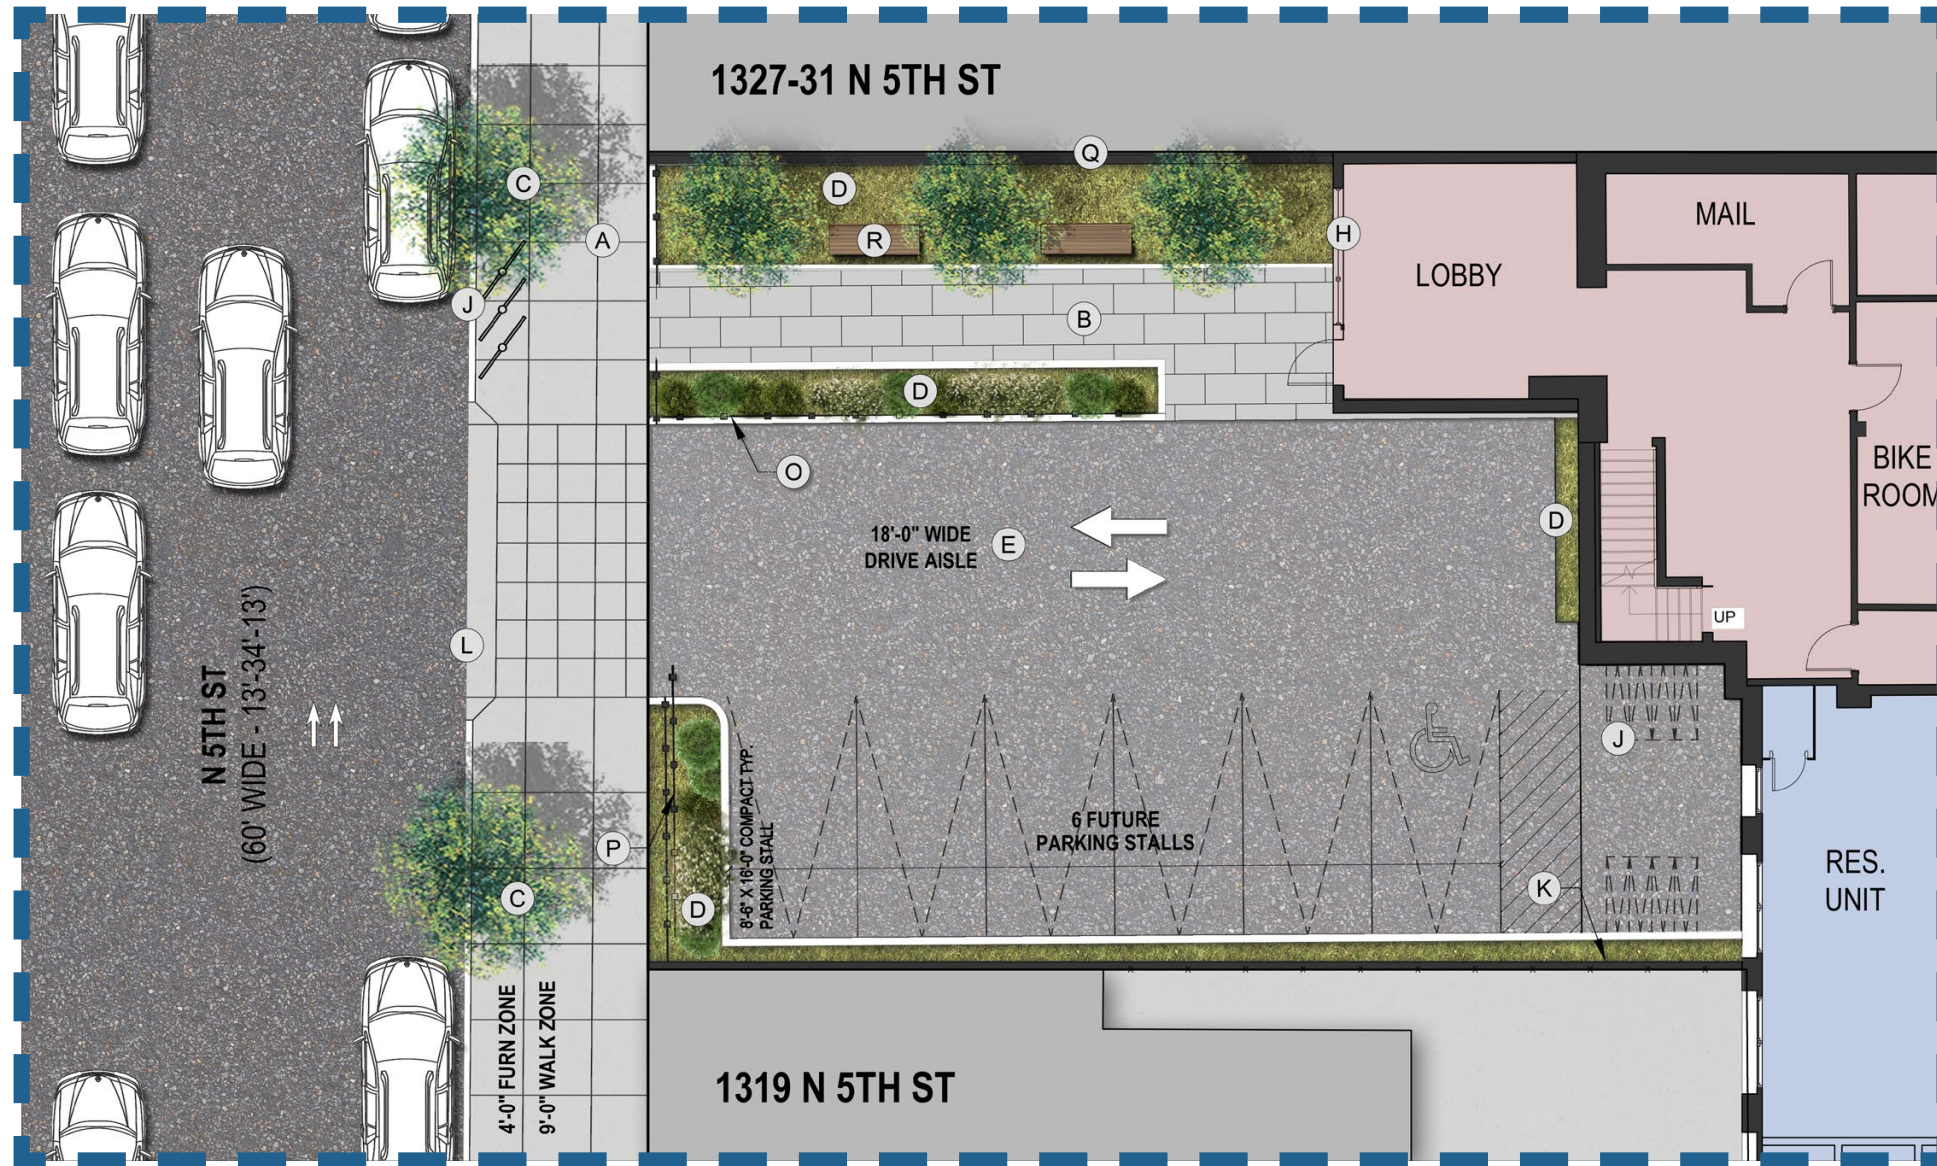 1327-31 N 5TH ST
Q
C
D
H
MAIL
A
R
LOBBY
J
B
D
BIKE
ROOM
O
D
18'-0" WIDE
DRIVE AISLE
E
UP
L
N 5TH ST
(60' WIDE - 13'-34'-13')
J
8'-6" X 16'-0" COMPACT TYP.
PARKING STALL
6 FUTURE
PARKING STALLS
P
K
RES.
UNIT
C
D
4'-0" FURN ZONE
9'-0" WALK ZONE
1319 N 5TH ST